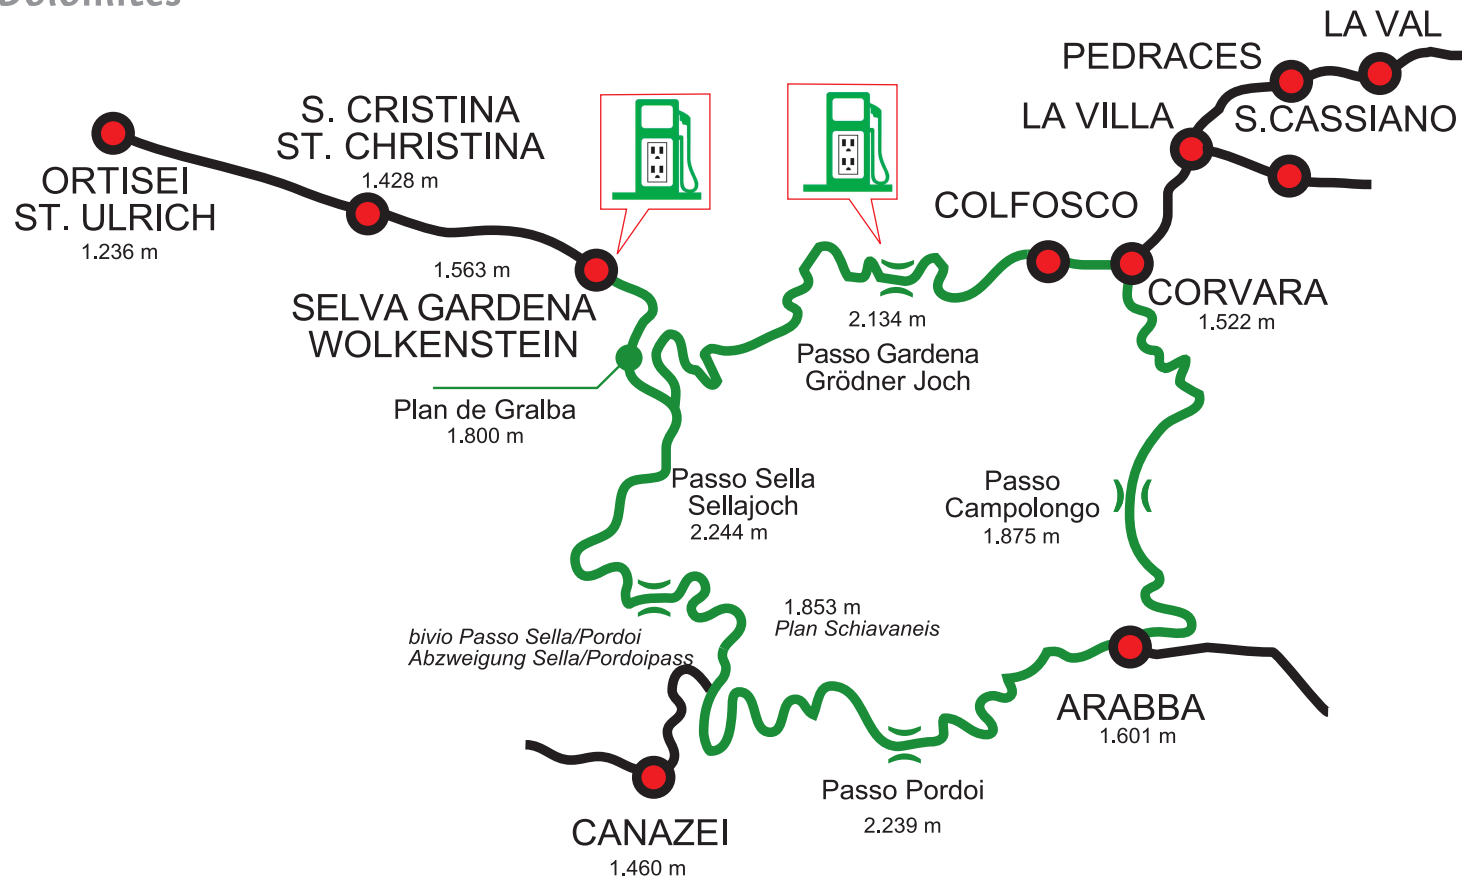 Dolomites
LA VAL
PEDRACES
S. CRISTINA
ST. CHRISTINA
1.428 m
LA VILLA
S.CASSIANO
ORTISEI
ST. ULRICH
1.236 m
COLFOSCO
1.563 m
SELVA GARDENA
WOLKENSTEIN
CORVARA
1.522 m
2.134 m
Passo Gardena
Grödner Joch
Plan de Gralba
1.800 m
Passo Sella
Sellajoch
2.244 m
Passo
Campolongo
1.875 m
1.853 m
Plan Schiavaneis
bivio Passo Sella/Pordoi
Abzweigung Sella/Pordoipass
ARABBA
1.601 m
Passo Pordoi
2.239 m
CANAZEI
1.460 m